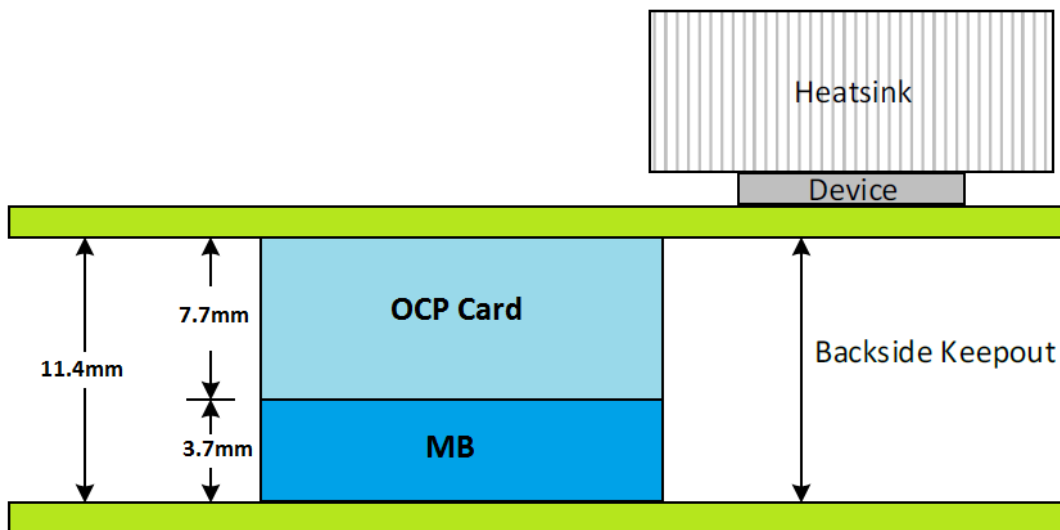 Heatsink
Device
OCP Card
7.7mm
Backside Keepout
11.4mm
MB
3.7mm